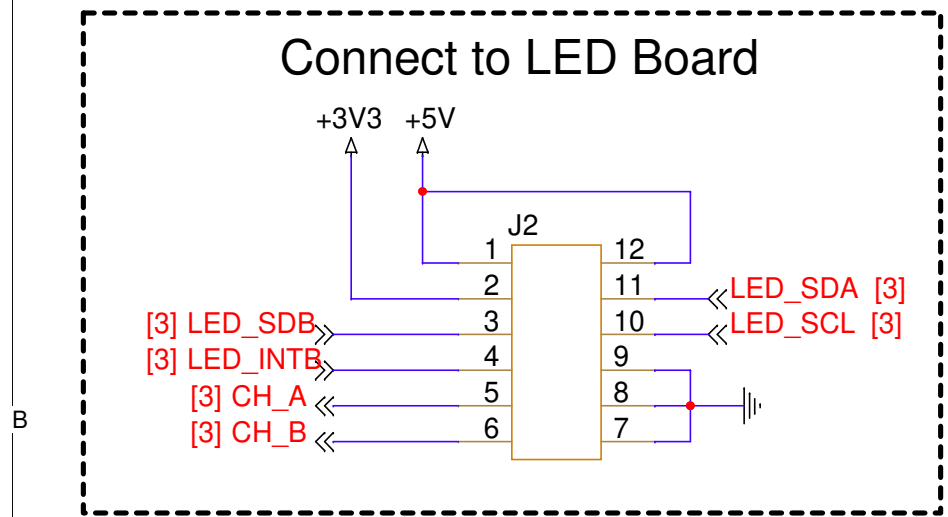 Connect to LED Board
+3V3 +5V
J2
1 12
2 11 LED_SDA [3]
[3] LED_SDB 3 10 LED_SCL [3]
[3] LED_INTB 4 9
[3] CH_A 5 8
[3] CH_B 6 7
B